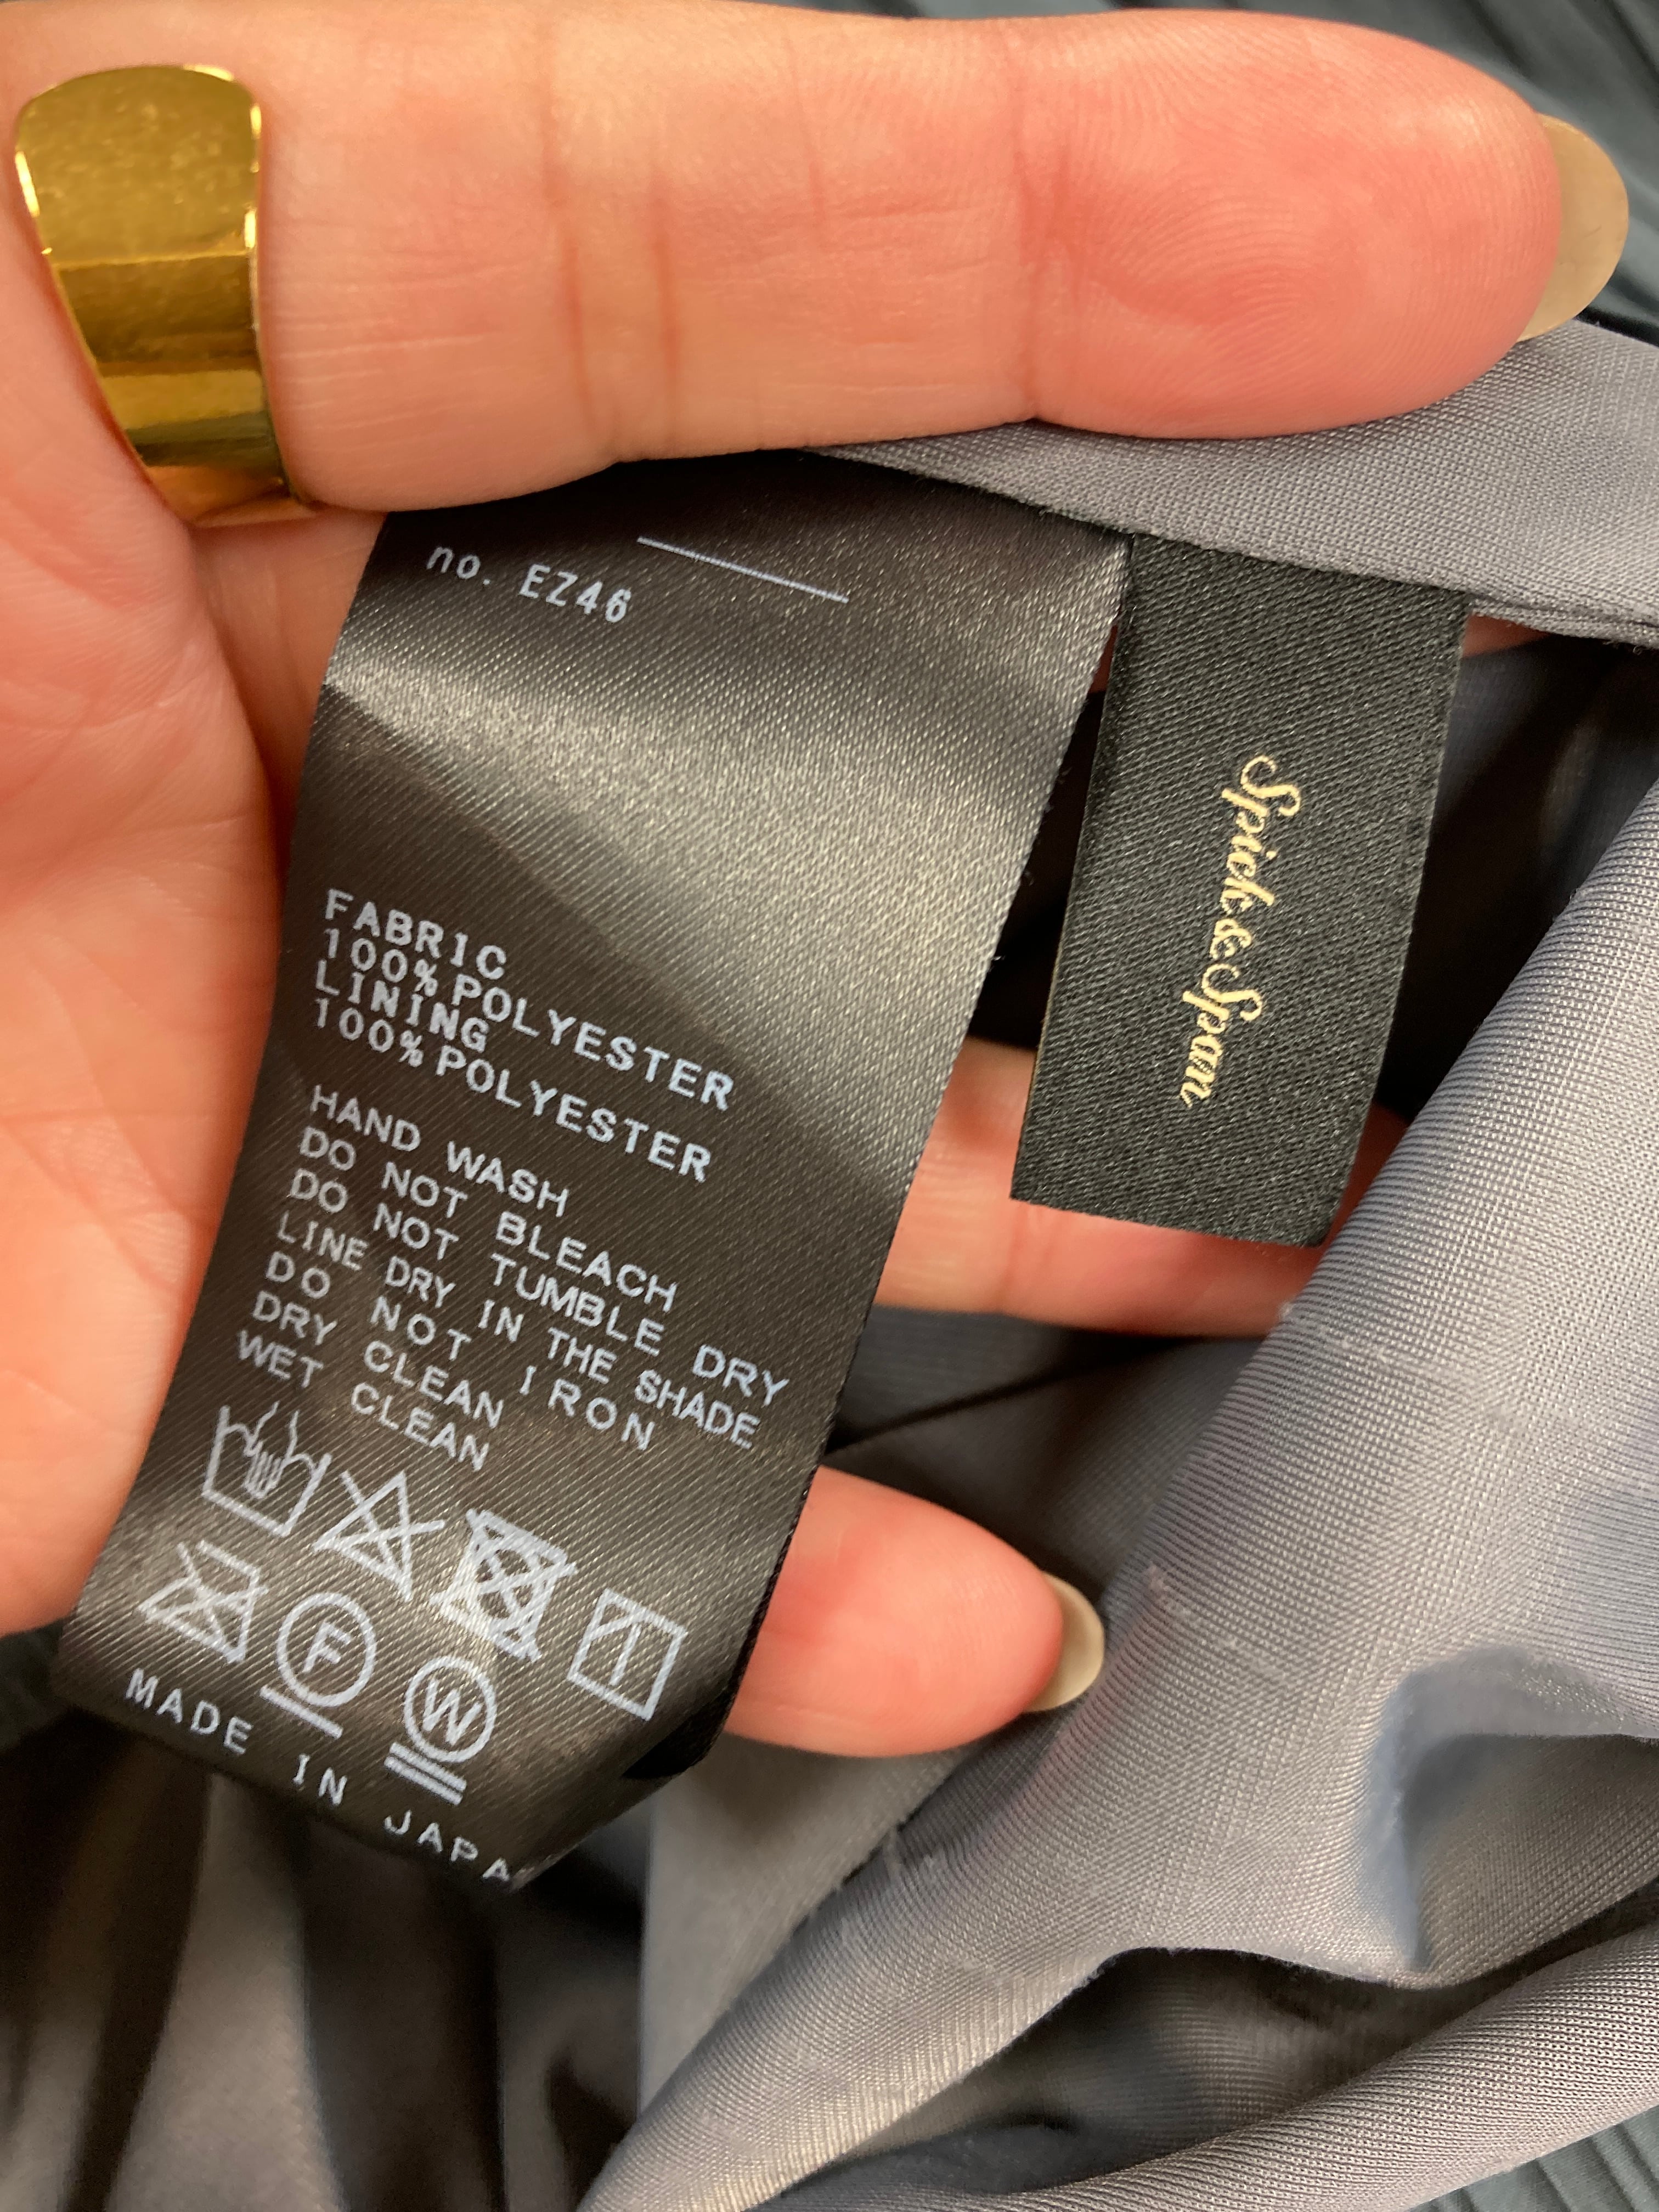 no. EZ46
FABRIC
100%POLYESTER
LINING
100%POLYESTER
HAND WASH
DO NOT BLEACH
DO NOT TUMBLE DRY
LINE DRY IN THE SHADE
DO NOT IRON
DRY CLEAN
WET CLEAN
F
W
MADE IN JAPA
Spick&Span